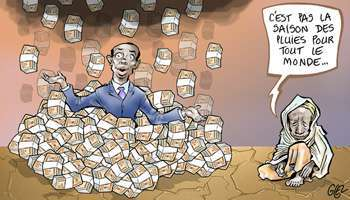 C'EST PAS LA
SAISON DES
PLUIES POUR
TOUT LE
MONDE...
GLEZ